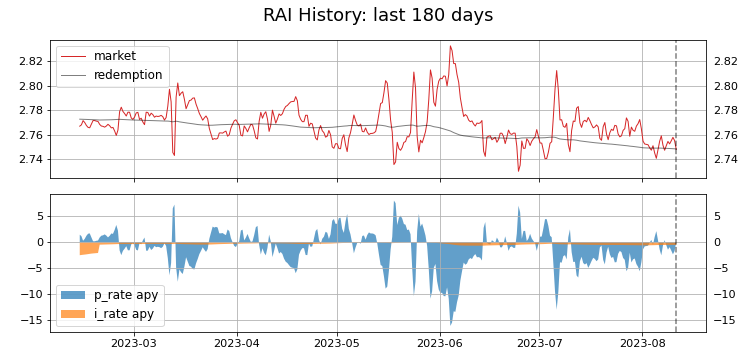 RAI History: last 180 days
2.82 2.82
2.80 2.80
2.78 2.78
2.76 2.76
2.74 2.74
market
redemption
5 5
0 0
−5 −5
−10 −10
−15 −15
p_rate apy
i_rate apy
2023-03 2023-04 2023-05 2023-06 2023-07 2023-08